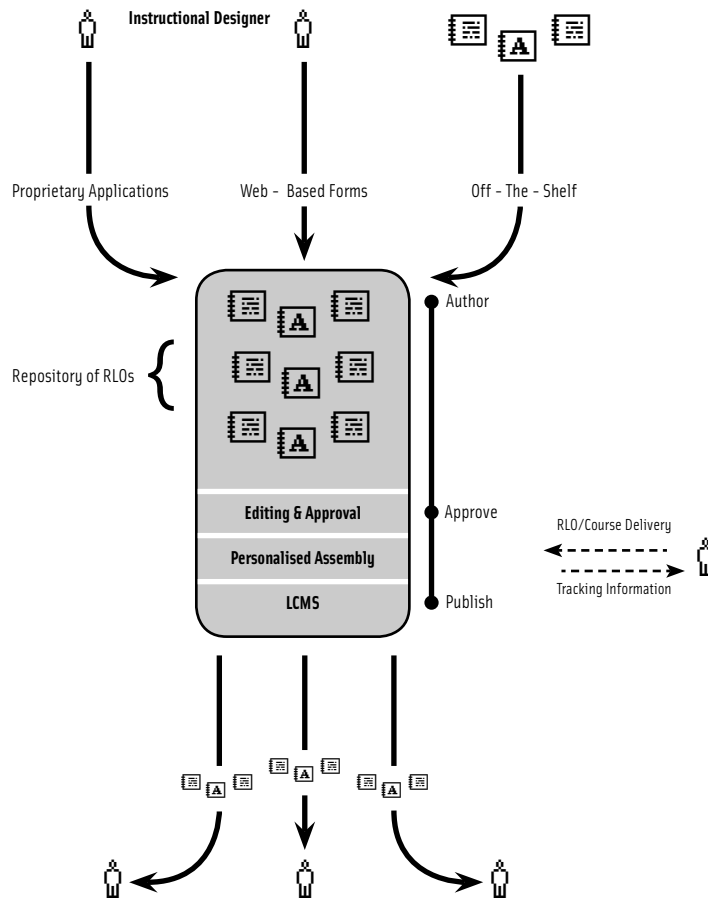 Instructional Designer
Proprietary Applications
Web - Based Forms
Off - The - Shelf
Author
Repository of RLOs
Editing & Approval
Approve
RLO/Course Delivery
Personalised Assembly
Tracking Information
LCMS
Publish